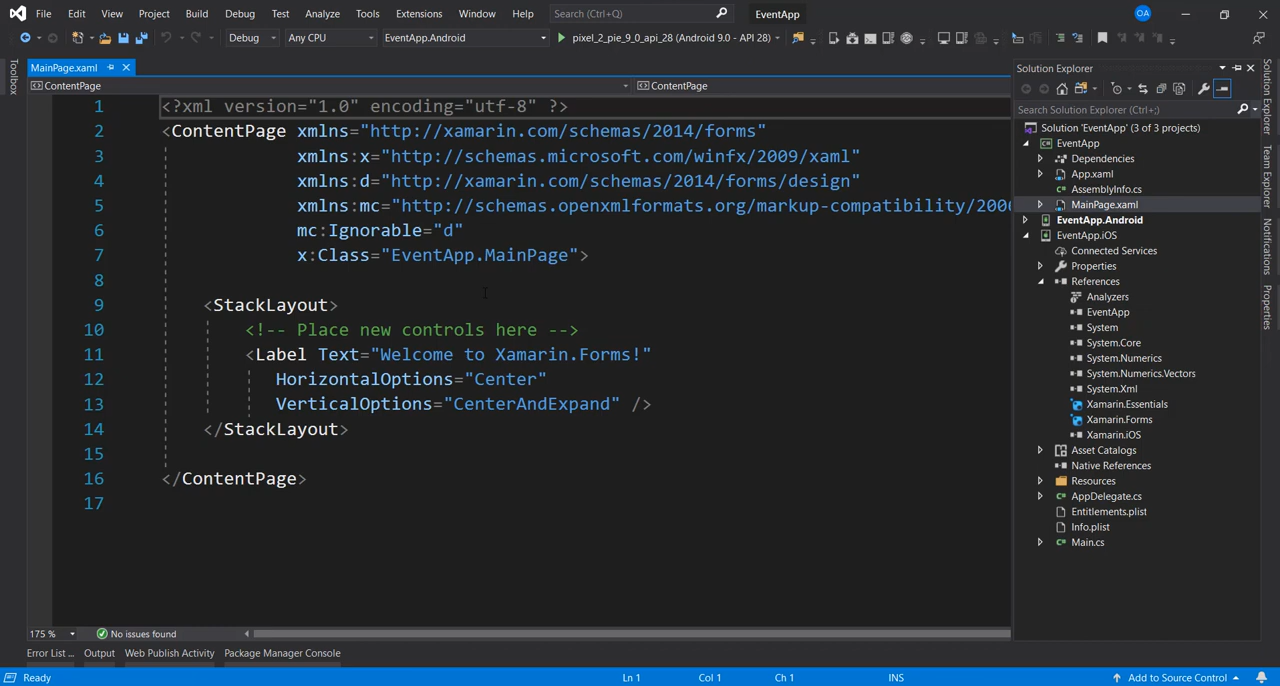 File Edit View Project Build Debug Test Analyze Tools Extensions Window Help Search (Ctrl+Q) EventApp OA
Debug Any CPU EventApp.Android pixel_2_pie_9_0_api_28 (Android 9.0 - API 28)
Toolbox
MainPage.xaml
ContentPage ContentPage
1 <?xml version="1.0" encoding="utf-8" ?>
2 <ContentPage xmlns="http://xamarin.com/schemas/2014/forms"
3 xmlns:x="http://schemas.microsoft.com/winfx/2009/xaml"
4 xmlns:d="http://xamarin.com/schemas/2014/forms/design"
5 xmlns:mc="http://schemas.openxmlformats.org/markup-compatibility/200
6 mc:Ignorable="d"
7 x:Class="EventApp.MainPage">
8
9 <StackLayout>
10 <!-- Place new controls here -->
11 <Label Text="Welcome to Xamarin.Forms!"
12 HorizontalOptions="Center"
13 VerticalOptions="CenterAndExpand" />
14 </StackLayout>
15
16 </ContentPage>
17
175 % No issues found
Solution Explorer
Search Solution Explorer (Ctrl+;)
Solution 'EventApp' (3 of 3 projects)
EventApp
Dependencies
App.xaml
AssemblyInfo.cs
MainPage.xaml
EventApp.Android
EventApp.iOS
Connected Services
Properties
References
Analyzers
EventApp
System
System.Core
System.Numerics
System.Numerics.Vectors
System.Xml
Xamarin.Essentials
Xamarin.Forms
Xamarin.iOS
Asset Catalogs
Native References
Resources
AppDelegate.cs
Entitlements.plist
Info.plist
Main.cs
Solution Explorer
Team Explorer
Notifications
Properties
Error List ... Output Web Publish Activity Package Manager Console
Ready Ln 1 Col 1 Ch 1 INS Add to Source Control